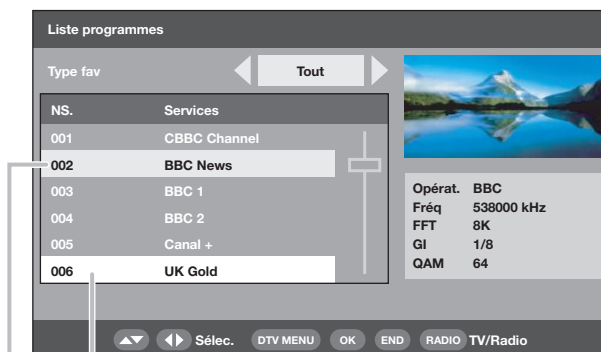 Liste programmes
Type fav Tout
NS. Services
001 CBBC Channel
002 BBC News
003 BBC 1
004 BBC 2
005 Canal +
006 UK Gold
Opérat. BBC
Fréq 538000 kHz
FFT 8K
GI 1/8
QAM 64
Sélec. DTV MENU OK END RADIO TV/Radio